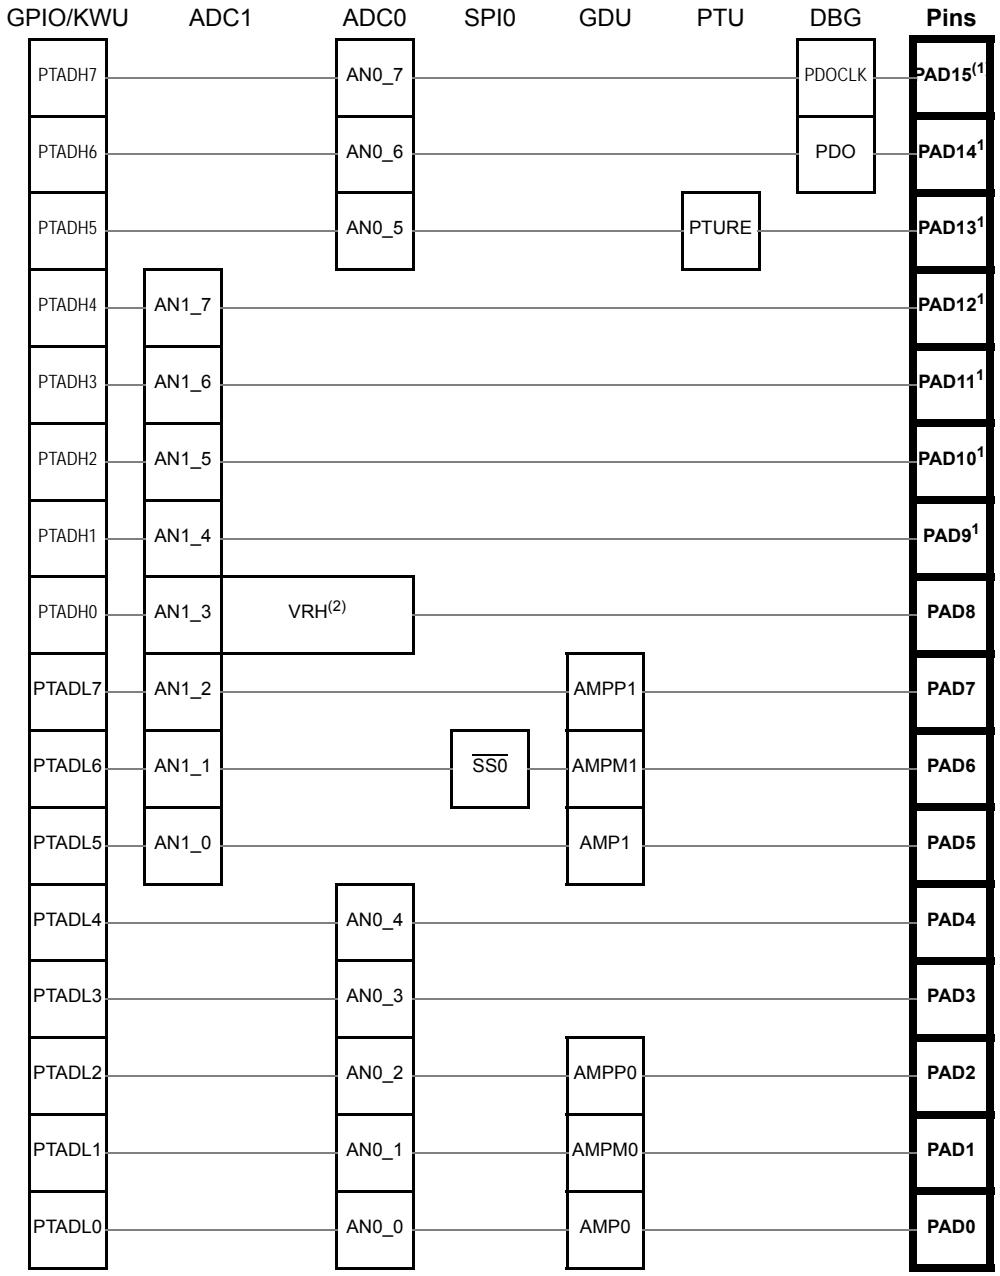 GPIO/KWU ADC1 ADC0 SPI0 GDU PTU DBG Pins
PTADH7 AN0_7 PDOCLK PAD15(1)
PTADH6 AN0_6 PDO PAD141
PTADH5 AN0_5 PTURE PAD131
PTADH4 AN1_7 PAD121
PTADH3 AN1_6 PAD111
PTADH2 AN1_5 PAD101
PTADH1 AN1_4 PAD91
PTADH0 AN1_3 VRH(2) PAD8
PTADL7 AN1_2 AMPP1 PAD7
PTADL6 AN1_1 SS0 AMPM1 PAD6
PTADL5 AN1_0 AMP1 PAD5
PTADL4 AN0_4 PAD4
PTADL3 AN0_3 PAD3
PTADL2 AN0_2 AMPP0 PAD2
PTADL1 AN0_1 AMPM0 PAD1
PTADL0 AN0_0 AMP0 PAD0